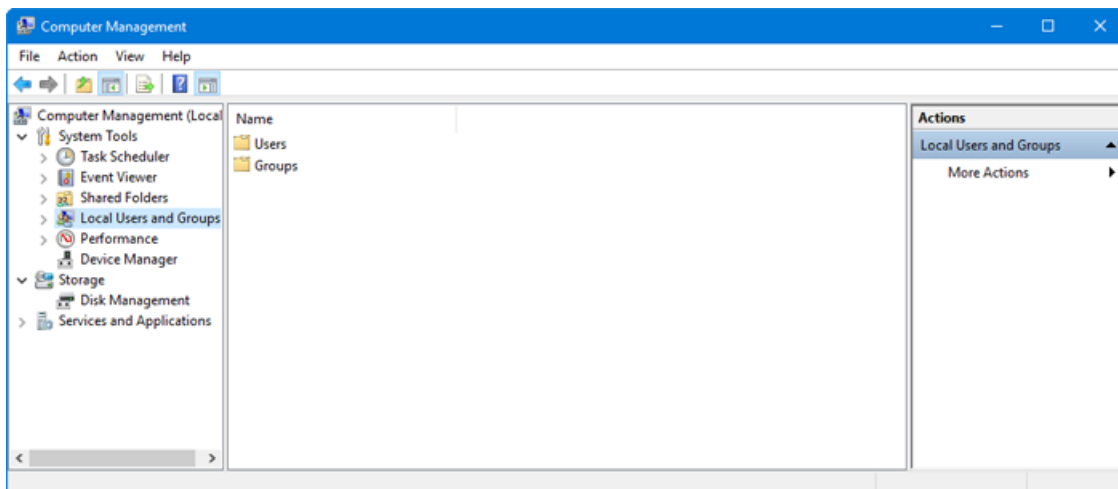 Computer Management
File Action View Help
Computer Management (Local
System Tools
Task Scheduler
Event Viewer
Shared Folders
Local Users and Groups
Performance
Device Manager
Storage
Disk Management
Services and Applications
Name
Users
Groups
Actions
Local Users and Groups
More Actions